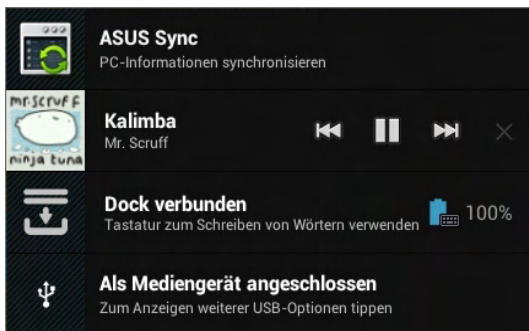 ASUS Sync
PC-Informationen synchronisieren
mr.scruff
ninja tuna
Kalimba
Mr. Scruff
Dock verbunden
Tastatur zum Schreiben von Wörtern verwenden
100%
Als Mediengerät angeschlossen
Zum Anzeigen weiterer USB-Optionen tippen